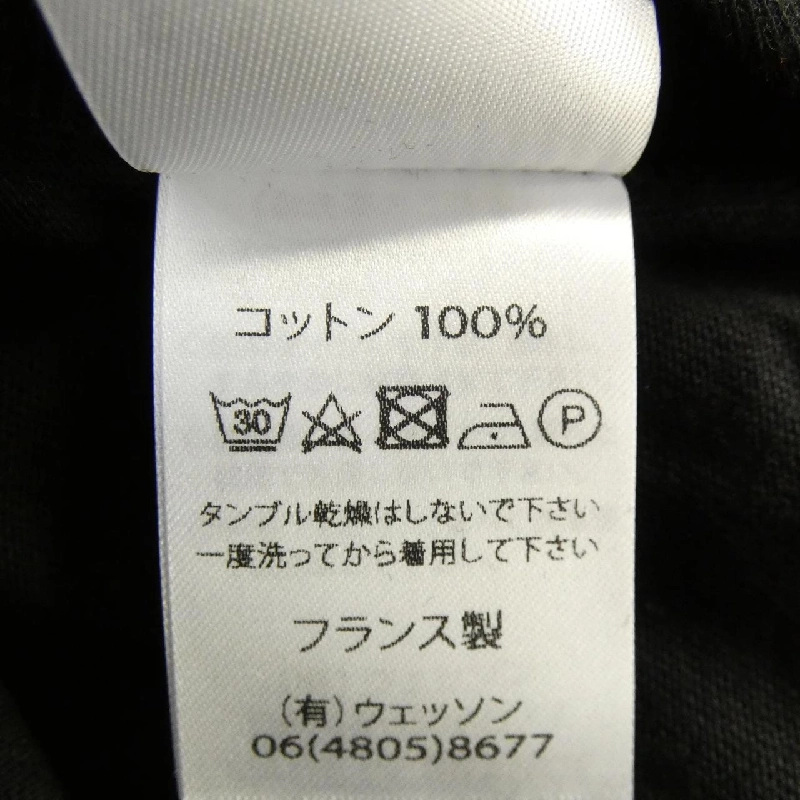 コットン 100%
30 P
タンブル乾燥はしないで下さい
一度洗ってから着用して下さい
フランス製
(有)ウェッソン
06(4805)8677